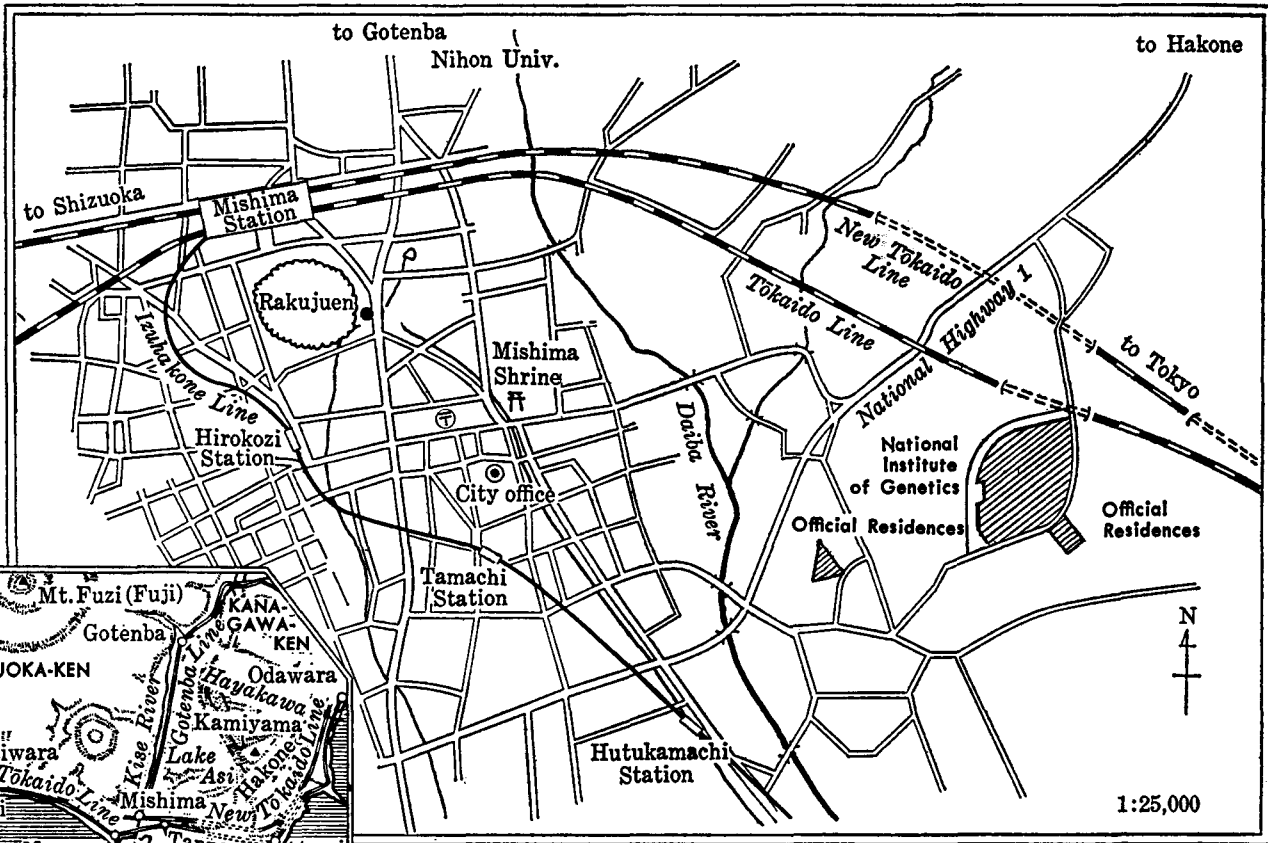 to Gotenba
Nihon Univ.
to Hakone
to Shizuoka
Mishima
Station
New Tōkaido
Line
Rakujuen
Tōkaido Line
National Highway 1
to Tokyo
Izuhakone Line
Mishima
Shrine
〒
Hirokozi
Station
Daiba River
National
Institute
of Genetics
City office
Official Residences
Official
Residences
Tamachi
Station
N
Hutukamachi
Station
1:25,000
Mt. Fuzi (Fuji)
KANA-
GAWA-
KEN
Gotenba
UOKA-KEN
Gotenba Line
Hayakawa
Odawara
Kise River
Kamiyama
Lake
Asi
Hakone
iwara
Tōkaido Line
Mishima
New Tōkaido Line